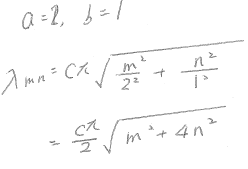 a=2, b=1
λmn = cπ √(m²/2² + n²/1²)
= cπ/2 √(m² + 4n²)